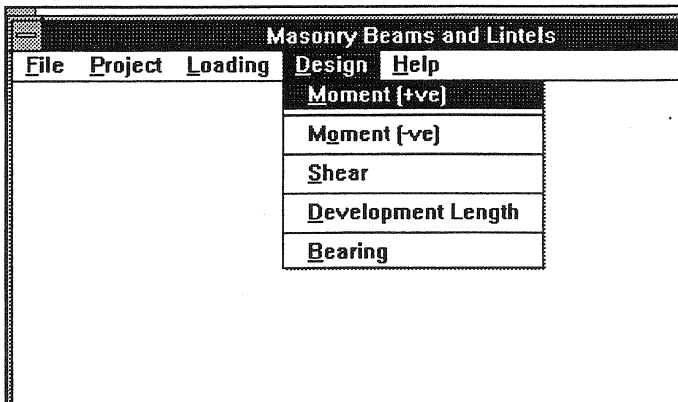 Masonry Beams and Lintels
File Project Loading Design Help
Moment (+ve)
Moment (-ve)
Shear
Development Length
Bearing